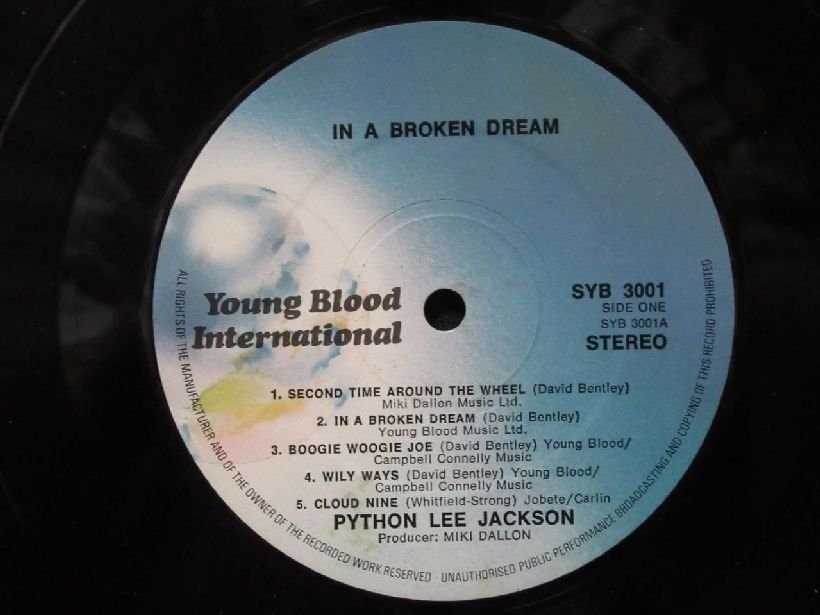 IN A BROKEN DREAM
Young Blood
International
SYB 3001
SIDE ONE
SYB 3001A
STEREO
1. SECOND TIME AROUND THE WHEEL (David Bentley)
Miki Dallon Music Ltd.
2. IN A BROKEN DREAM (David Bentley)
Young Blood Music Ltd.
3. BOOGIE WOOGIE JOE (David Bentley) Young Blood/
Campbell Connelly Music
4. WILY WAYS (David Bentley) Young Blood/
Campbell Connelly Music
5. CLOUD NINE (Whitfield-Strong) Jobete/Carlin
PYTHON LEE JACKSON
Producer: MIKI DALLON
ALL RIGHTS OF THE MANUFACTURER AND OF THE OWNER OF THE RECORDED WORK RESERVED · UNAUTHORISED PUBLIC PERFORMANCE BROADCASTING AND COPYING OF THIS RECORD PROHIBITED